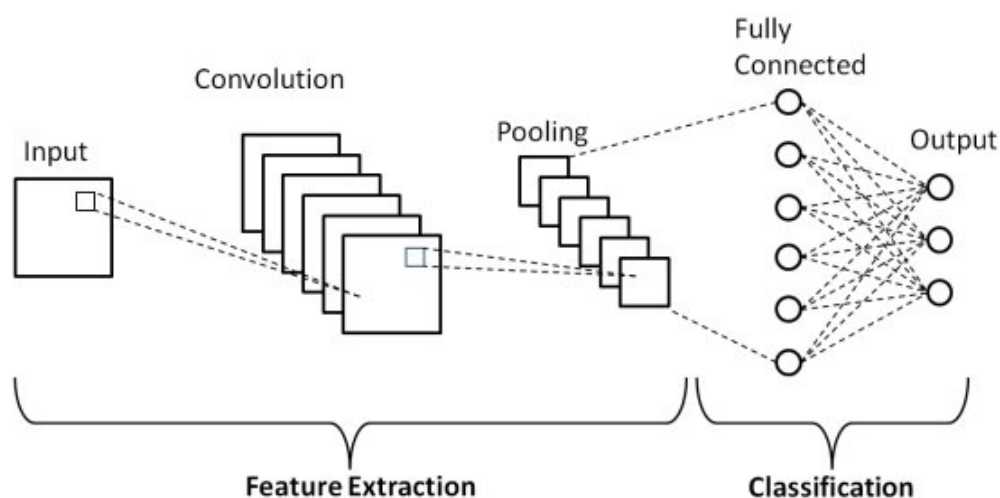 Input
Convolution
Pooling
Fully
Connected
Output
Feature Extraction
Classification